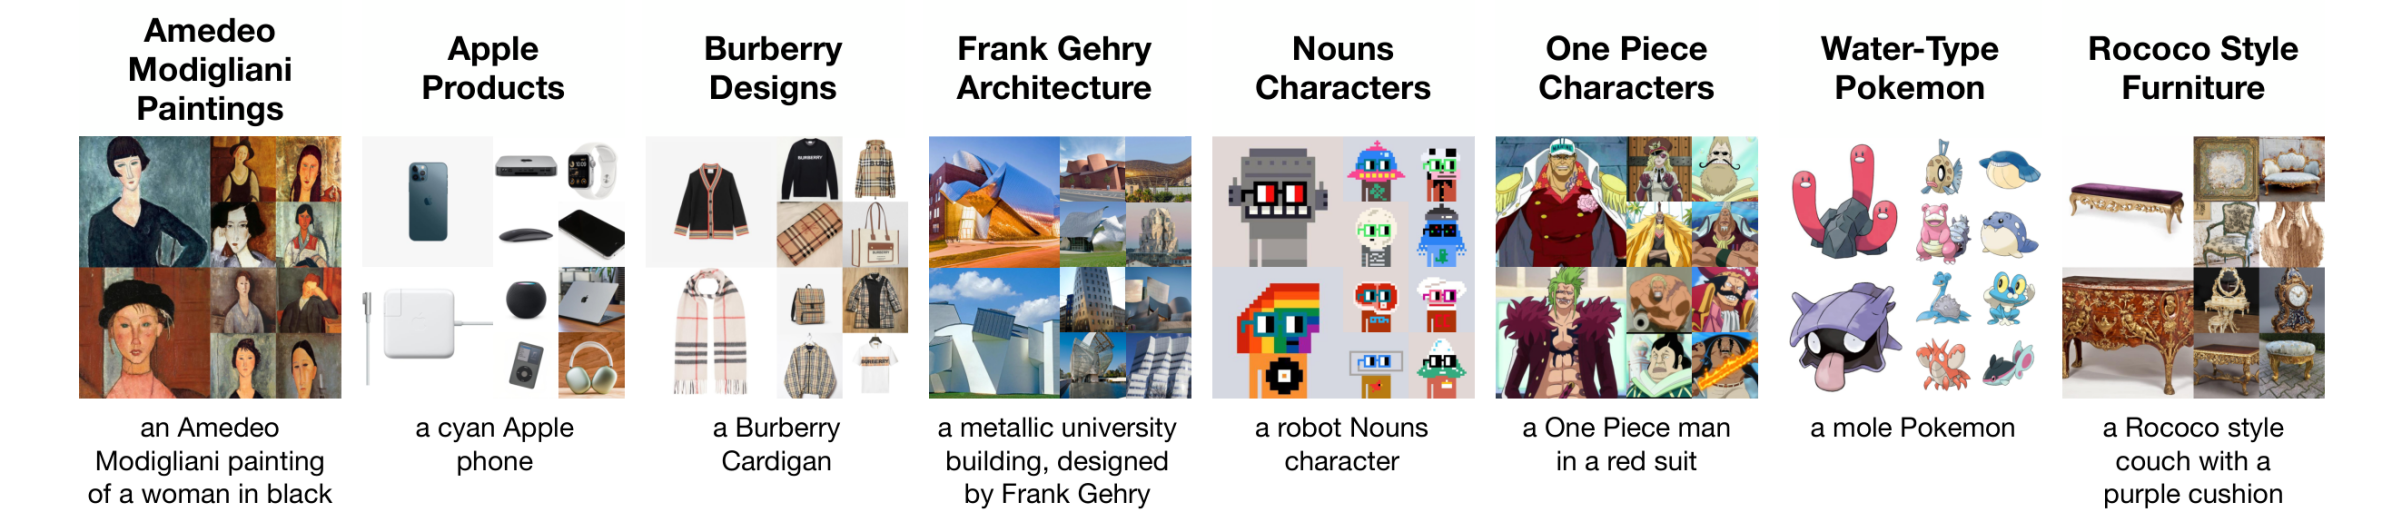 Amedeo
Modigliani
Paintings
Apple
Products
Burberry
Designs
Frank Gehry
Architecture
Nouns
Characters
One Piece
Characters
Water-Type
Pokemon
Rococo Style
Furniture
BURBERRY
an Amedeo
Modigliani painting
of a woman in black
a cyan Apple
phone
a Burberry
Cardigan
a metallic university
building, designed
by Frank Gehry
a robot Nouns
character
a One Piece man
in a red suit
a mole Pokemon
a Rococo style
couch with a
purple cushion